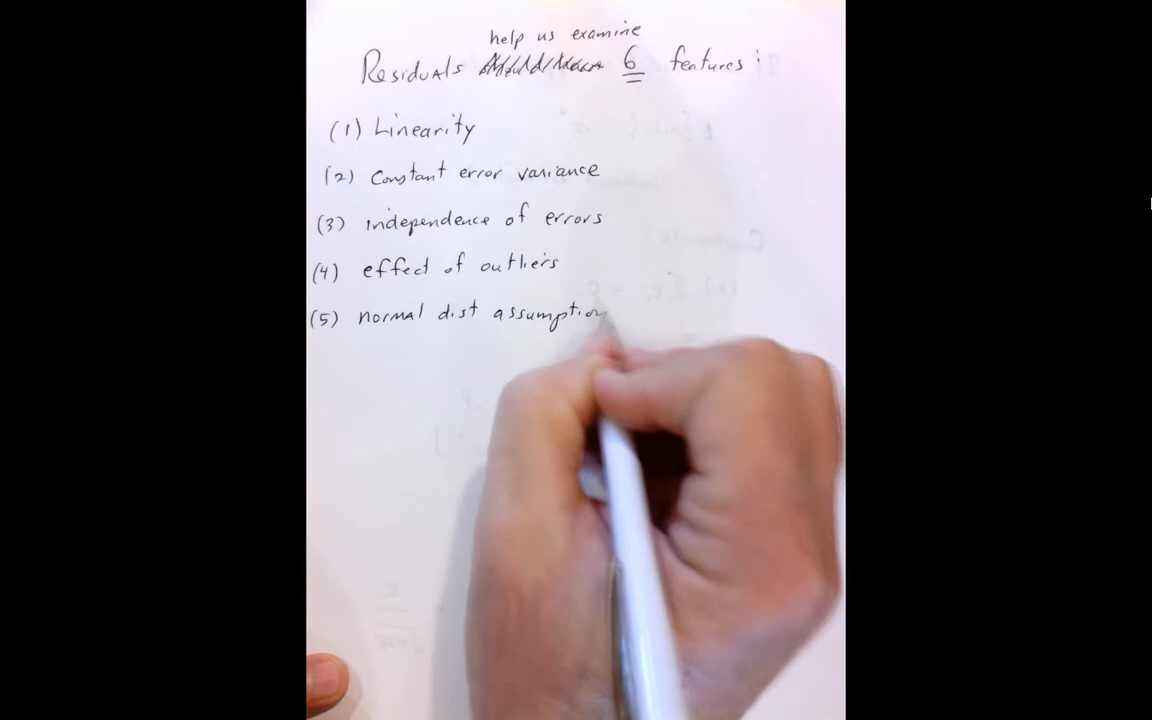 help us examine
Residuals 6 features:
(1) Linearity
(2) Constant error variance
(3) independence of errors
(4) effect of outliers
(5) normal dist assumption